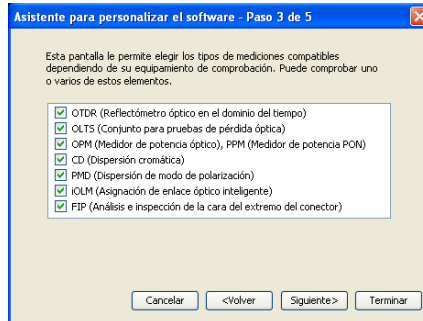 Asistente para personalizar el software - Paso 3 de 5
Esta pantalla le permite elegir los tipos de mediciones compatibles
dependiendo de su equipamiento de comprobación. Puede comprobar uno
o varios de estos elementos.
OTDR (Reflectómetro óptico en el dominio del tiempo)
OLTS (Conjunto para pruebas de pérdida óptica)
OPM (Medidor de potencia óptico), PPM (Medidor de potencia PON)
CD (Dispersión cromática)
PMD (Dispersión de modo de polarización)
iOLM (Asignación de enlace óptico inteligente)
FIP (Análisis e inspección de la cara del extremo del conector)
Cancelar <Volver Siguiente> Terminar